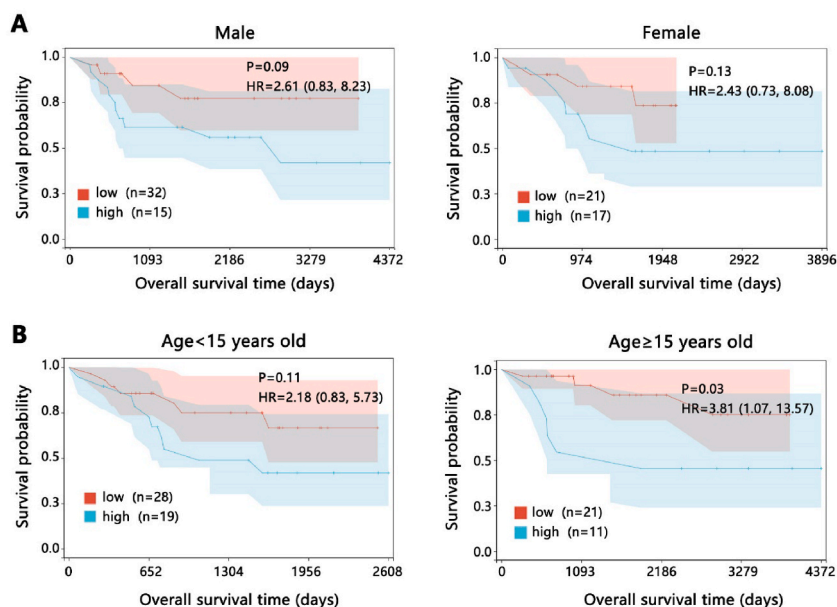 A
Male
Survival probability
1.0
0.8
0.5
0.3
0.0
P=0.09
HR=2.61 (0.83, 8.23)
low (n=32)
high (n=15)
0 1093 2186 3279 4372
Overall survival time (days)
Female
Survival probability
1.0
0.8
0.5
0.3
0.0
P=0.13
HR=2.43 (0.73, 8.08)
low (n=21)
high (n=17)
0 974 1948 2922 3896
Overall survival time (days)
B
Age<15 years old
Survival probability
1.0
0.8
0.5
0.3
0.0
P=0.11
HR=2.18 (0.83, 5.73)
low (n=28)
high (n=19)
0 652 1304 1956 2608
Overall survival time (days)
Age≥15 years old
Survival probability
1.0
0.8
0.5
0.3
0.0
P=0.03
HR=3.81 (1.07, 13.57)
low (n=21)
high (n=11)
0 1093 2186 3279 4372
Overall survival time (days)